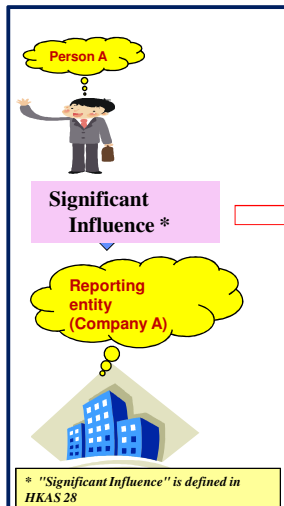 Person A
Significant
Influence *
Reporting
entity
(Company A)
* "Significant Influence" is defined in
HKAS 28